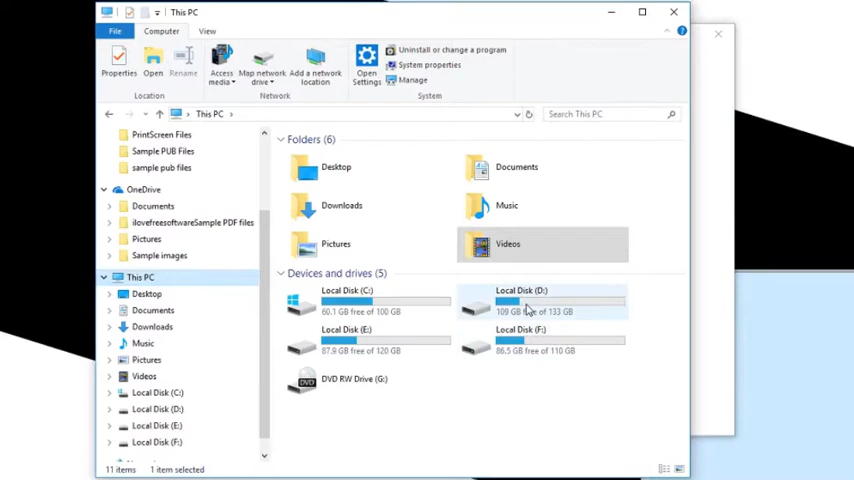 This PC
File
Computer
View
Properties
Open
Rename
Access media
Map network drive
Add a network location
Open Settings
Uninstall or change a program
System properties
Manage
Location
Network
System
This PC
Search This PC
PrintScreen Files
Sample PUB Files
sample pub files
OneDrive
Documents
ilovefreesoftwareSample PDF files
Pictures
Sample images
This PC
Desktop
Documents
Downloads
Music
Pictures
Videos
Local Disk (C:)
Local Disk (D:)
Local Disk (E:)
Local Disk (F:)
Folders (6)
Desktop
Documents
Downloads
Music
Pictures
Videos
Devices and drives (5)
Local Disk (C:)
60.1 GB free of 100 GB
Local Disk (D:)
109 GB free of 133 GB
Local Disk (E:)
87.9 GB free of 120 GB
Local Disk (F:)
86.5 GB free of 110 GB
DVD RW Drive (G:)
DVD
11 items
1 item selected